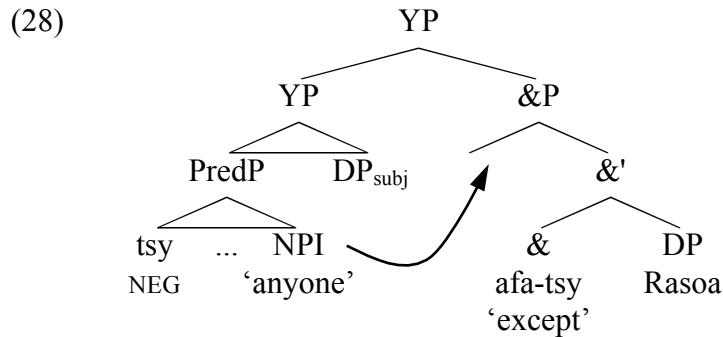 (28) YP
YP &P
PredP DPsubj &'
tsy ... NPI & DP
NEG ‘anyone’ afa-tsy Rasoa
‘except’